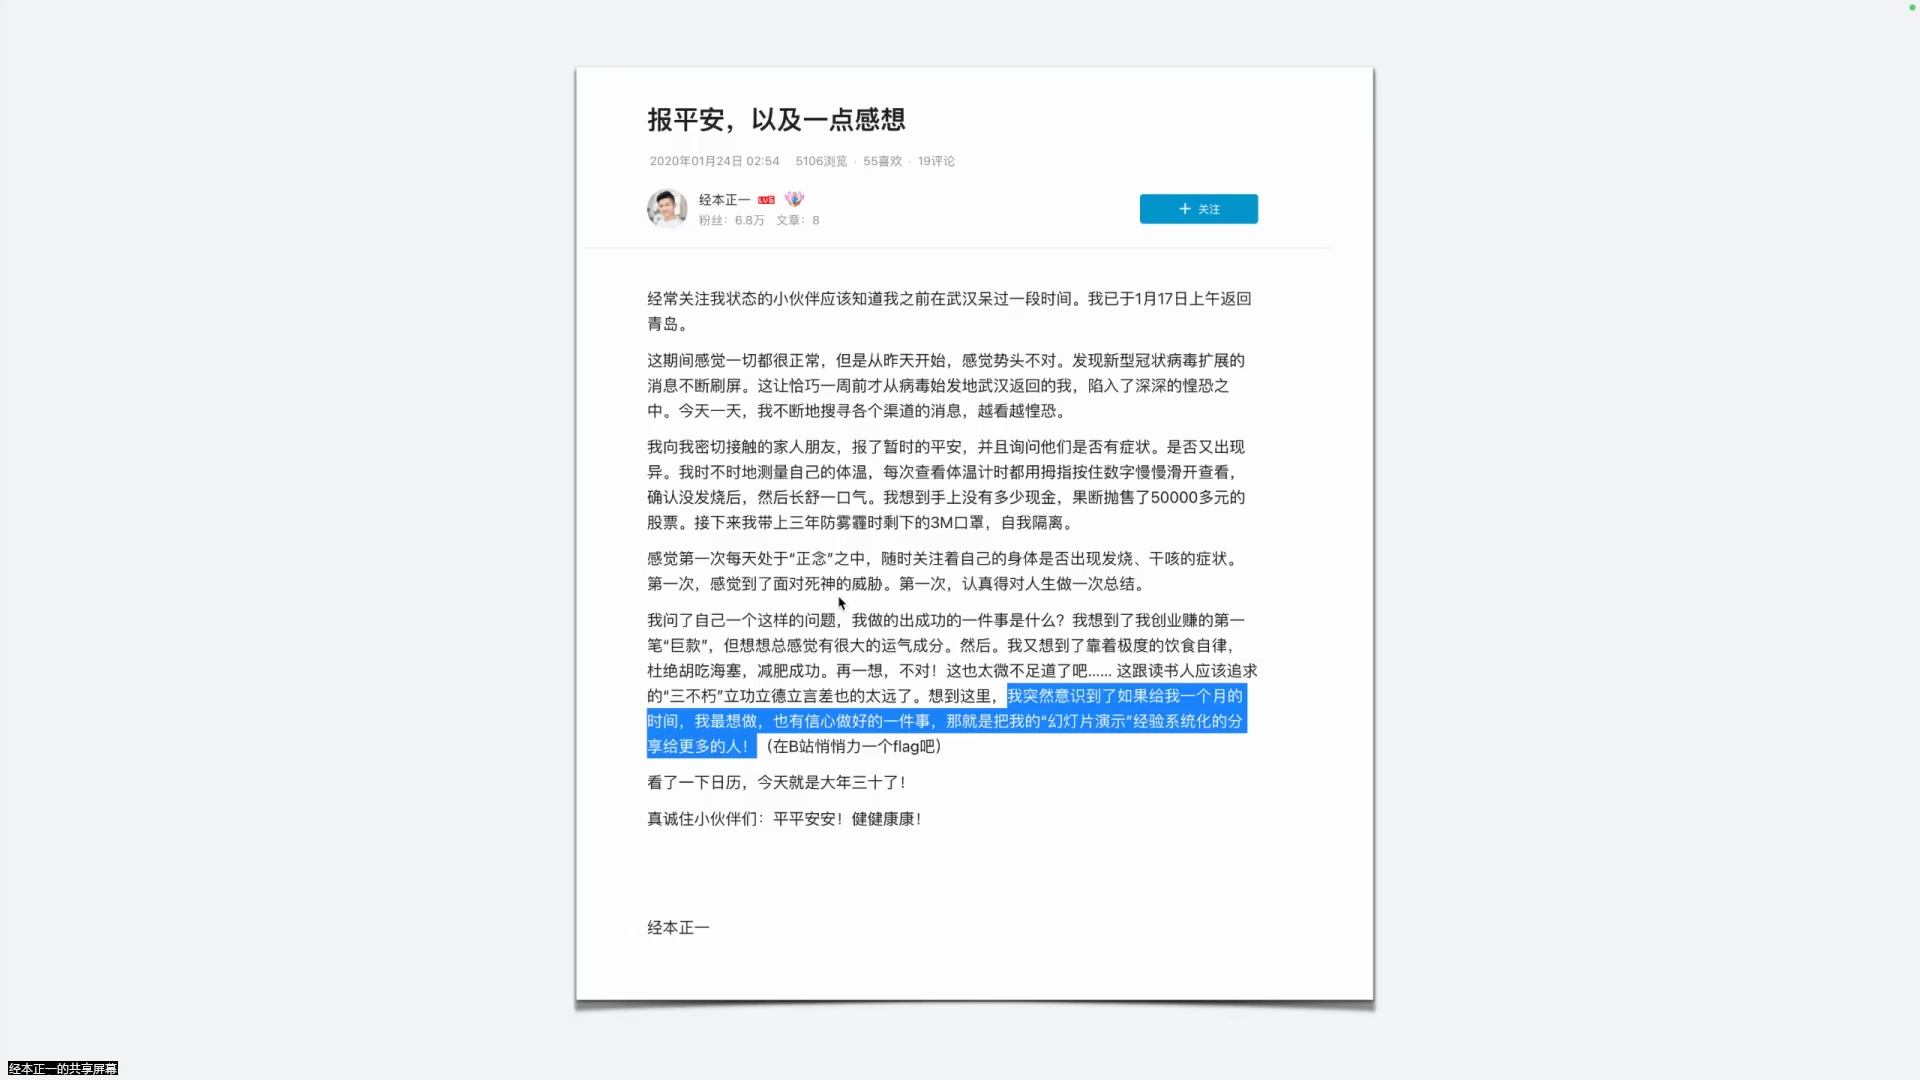 报平安，以及一点感想
2020年01月24日 02:54 5106浏览 · 55喜欢 · 19评论
经本正一 LV6
粉丝：6.8万 文章：8
+ 关注
经常关注我状态的小伙伴应该知道我之前在武汉呆过一段时间。我已于1月17日上午返回
青岛。
这期间感觉一切都很正常，但是从昨天开始，感觉势头不对。发现新型冠状病毒扩展的
消息不断刷屏。这让恰巧一周前才从病毒始发地武汉返回的我，陷入了深深的惶恐之
中。今天一天，我不断地搜寻各个渠道的消息，越看越惶恐。
我向我密切接触的家人朋友，报了暂时的平安，并且询问他们是否有症状。是否又出现
异。我时不时地测量自己的体温，每次查看体温计时都用拇指按住数字慢慢滑开查看，
确认没发烧后，然后长舒一口气。我想到手上没有多少现金，果断抛售了50000多元的
股票。接下来我带上三年防雾霾时剩下的3M口罩，自我隔离。
感觉第一次每天处于“正念”之中，随时关注着自己的身体是否出现发烧、干咳的症状。
第一次，感觉到了面对死神的威胁。第一次，认真得对人生做一次总结。
我问了自己一个这样的问题，我做的出成功的一件事是什么？我想到了我创业赚的第一
笔“巨款”，但想想总感觉有很大的运气成分。然后。我又想到了靠着极度的饮食自律，
杜绝胡吃海塞，减肥成功。再一想，不对！这也太微不足道了吧…… 这跟读书人应该追求
的“三不朽”立功立德立言差也的太远了。想到这里，我突然意识到了如果给我一个月的
时间，我最想做，也有信心做好的一件事，那就是把我的“幻灯片演示”经验系统化的分
享给更多的人！（在B站悄悄力一个flag吧）
看了一下日历，今天就是大年三十了！
真诚住小伙伴们：平平安安！健健康康！
经本正一
经本正一的共享屏幕